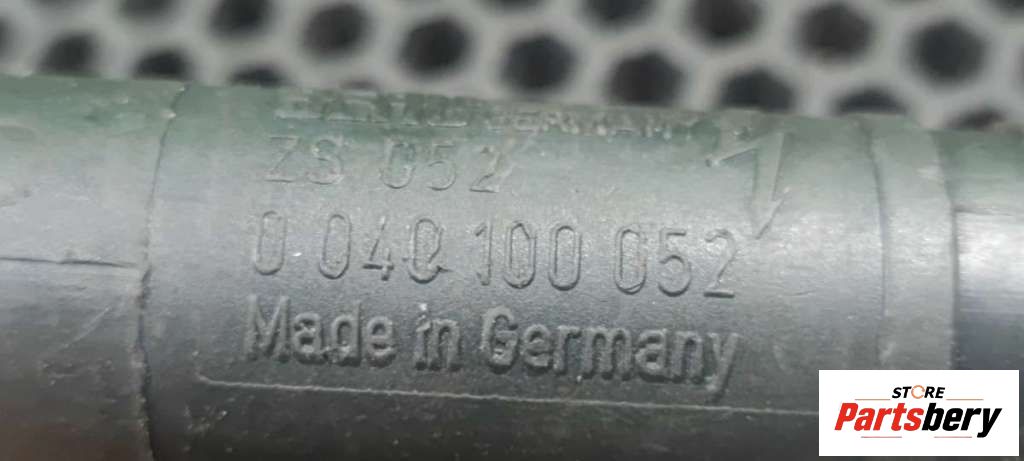 ZS 052
0 040 100 052
Made in Germany
STORE
Partsbery